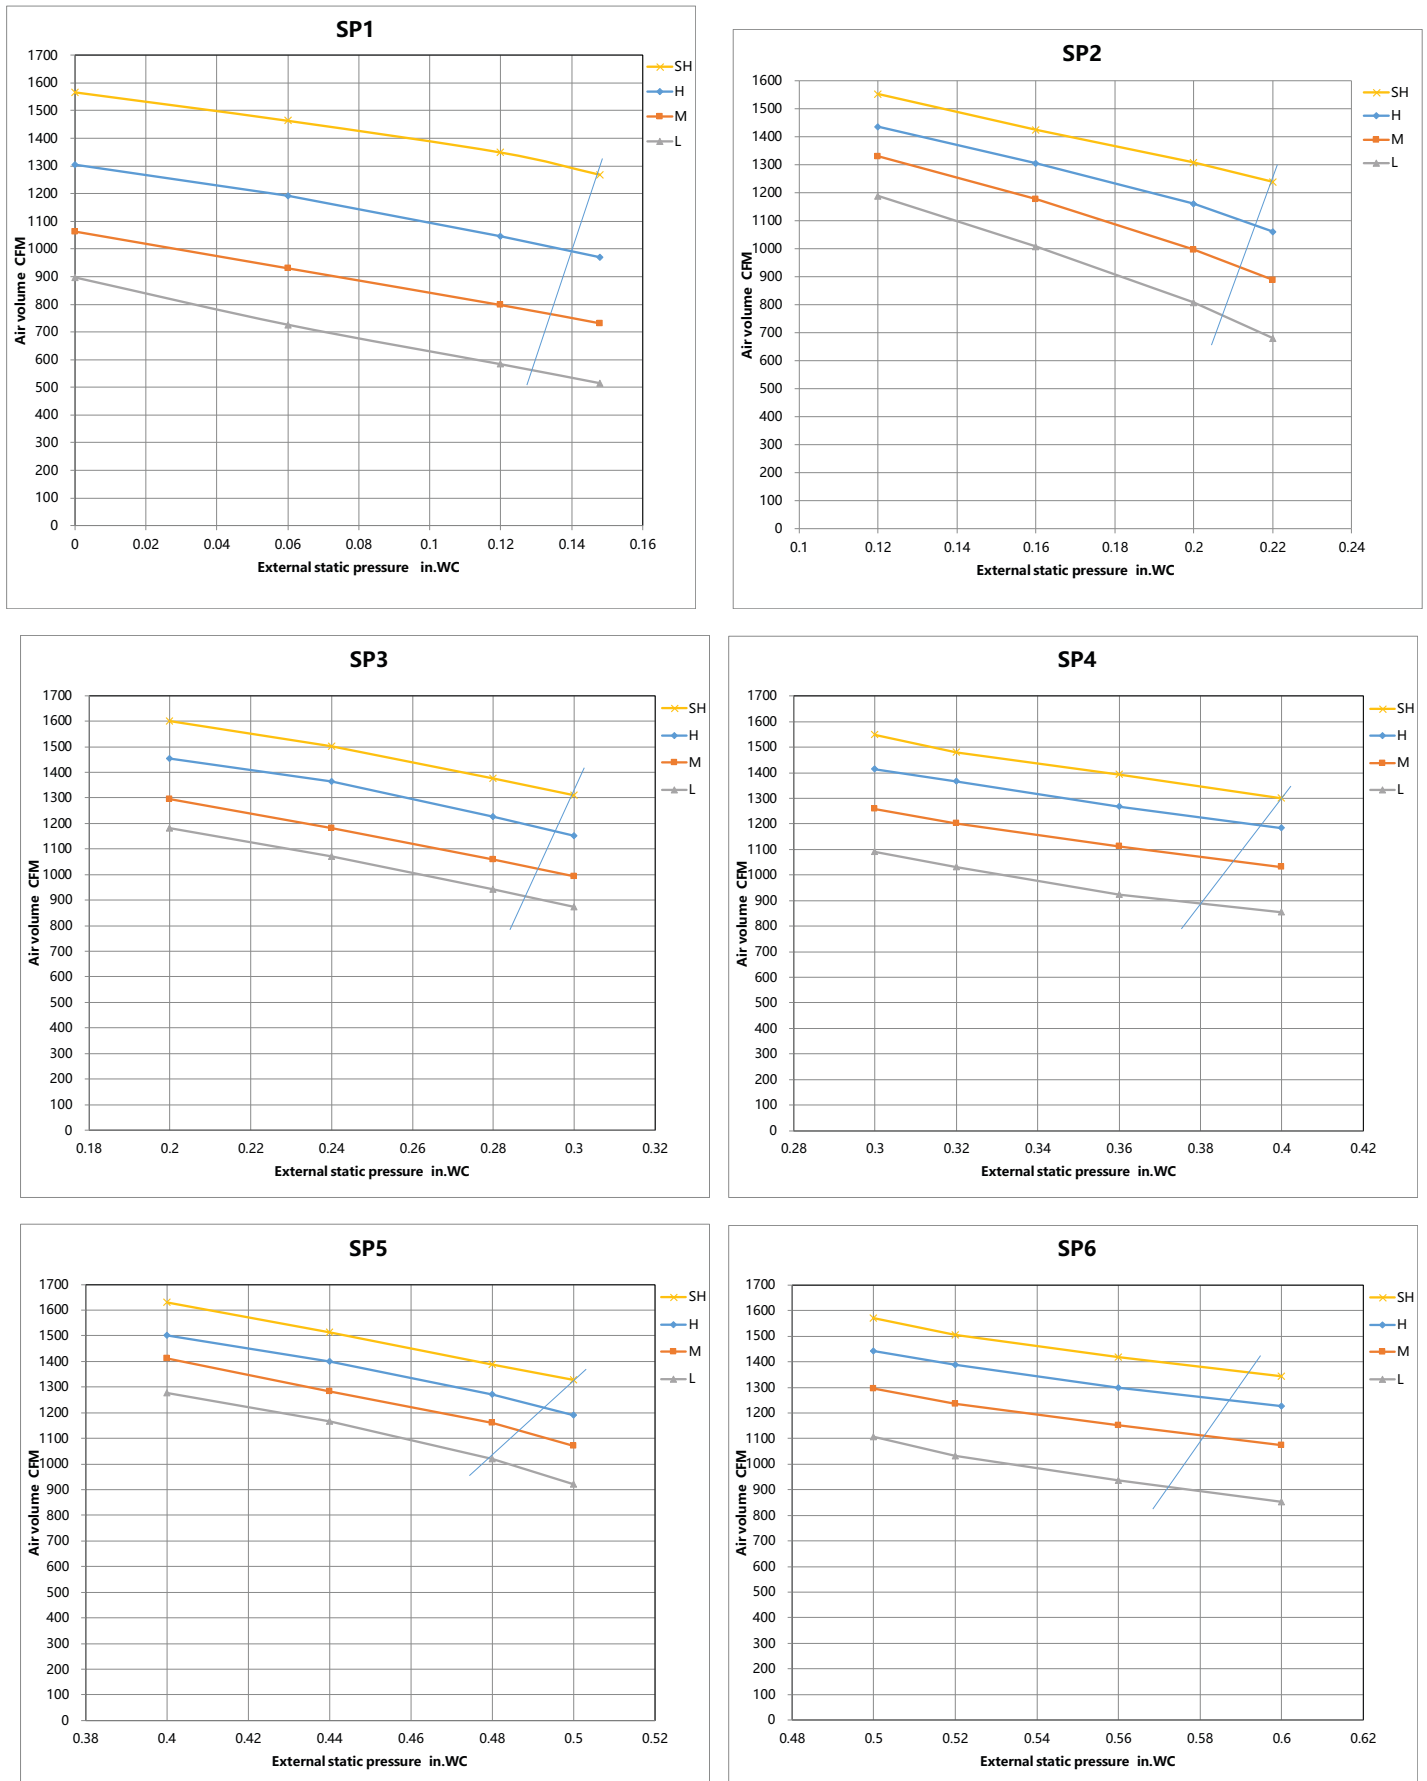 SP1
1700
1600
1500
1400
1300
1200
1100
1000
900
800
700
600
500
400
300
200
100
0
Air volume CFM
0 0.02 0.04 0.06 0.08 0.1 0.12 0.14 0.16
External static pressure in.WC
SH
H
M
L
SP2
1600
1500
1400
1300
1200
1100
1000
900
800
700
600
500
400
300
200
100
0
Air volume CFM
0.1 0.12 0.14 0.16 0.18 0.2 0.22 0.24
External static pressure in.WC
SH
H
M
L
SP3
1700
1600
1500
1400
1300
1200
1100
1000
900
800
700
600
500
400
300
200
100
0
Air volume CFM
0.18 0.2 0.22 0.24 0.26 0.28 0.3 0.32
External static pressure in.WC
SH
H
M
L
SP4
1700
1600
1500
1400
1300
1200
1100
1000
900
800
700
600
500
400
300
200
100
0
Air volume CFM
0.28 0.3 0.32 0.34 0.36 0.38 0.4 0.42
External static pressure in.WC
SH
H
M
L
SP5
1700
1600
1500
1400
1300
1200
1100
1000
900
800
700
600
500
400
300
200
100
0
Air volume CFM
0.38 0.4 0.42 0.44 0.46 0.48 0.5 0.52
External static pressure in.WC
SH
H
M
L
SP6
1700
1600
1500
1400
1300
1200
1100
1000
900
800
700
600
500
400
300
200
100
0
Air volume CFM
0.48 0.5 0.52 0.54 0.56 0.58 0.6 0.62
External static pressure in.WC
SH
H
M
L